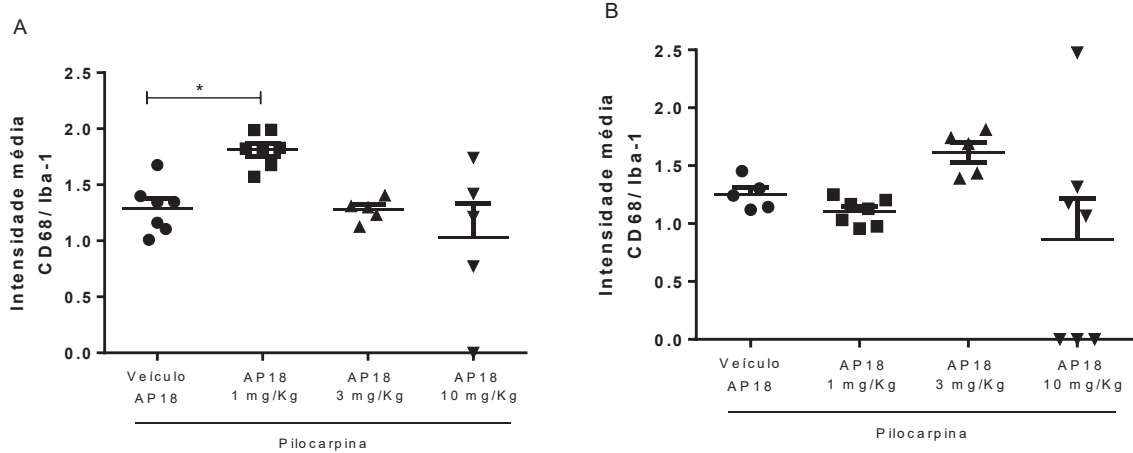 A
Intensidade média
CD68/ Iba-1
2.5
2.0
1.5
1.0
0.5
0.0
*
Veículo
AP18
AP18
1 mg/Kg
AP18
3 mg/Kg
AP18
10 mg/Kg
Pilocarpina
B
Intensidade média
CD68/ Iba-1
2.5
2.0
1.5
1.0
0.5
0.0
Veículo
AP18
AP18
1 mg/Kg
AP18
3 mg/Kg
AP18
10 mg/Kg
Pilocarpina